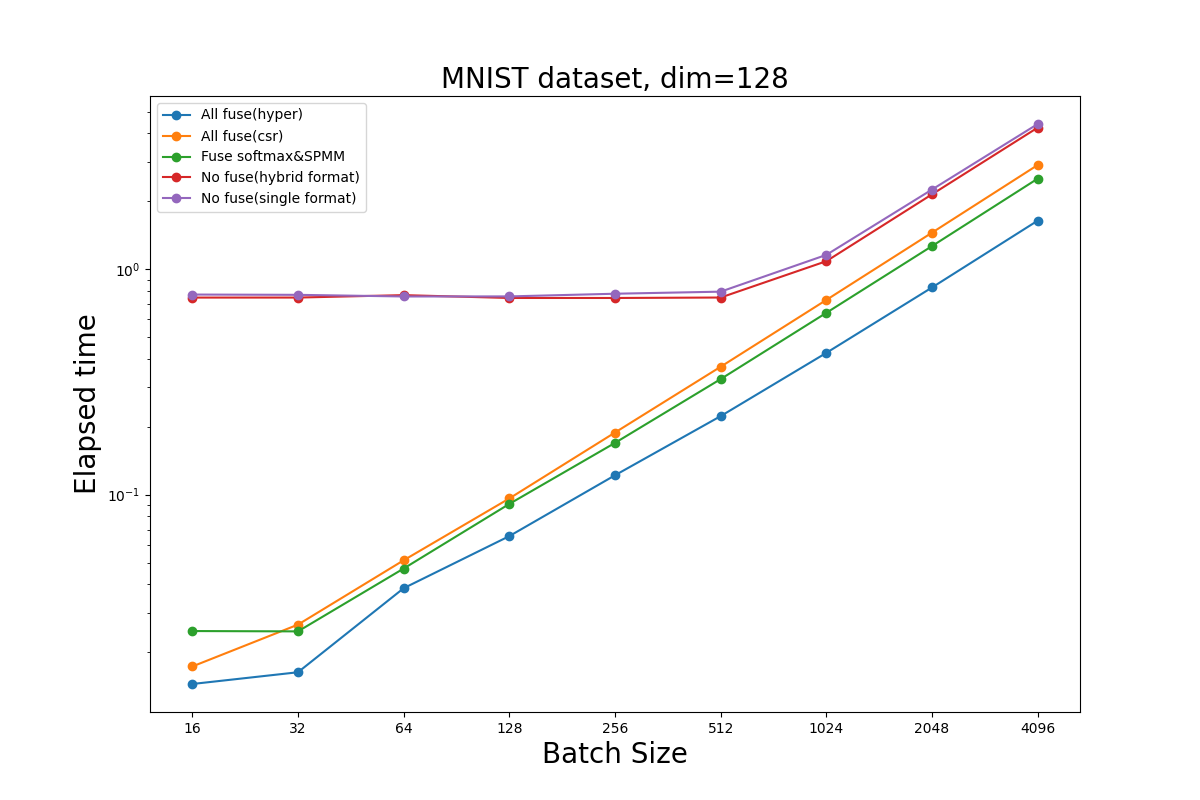 MNIST dataset, dim=128
All fuse(hyper)
All fuse(csr)
Fuse softmax&SPMM
No fuse(hybrid format)
No fuse(single format)
Elapsed time
10⁰
10⁻¹
16 32 64 128 256 512 1024 2048 4096
Batch Size